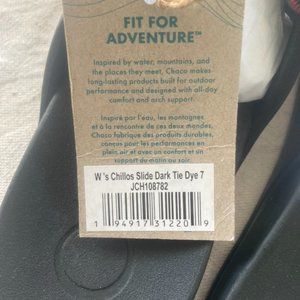 FIT FOR
ADVENTURE™
Inspired by water, mountains, and
the places they meet, Chaco makes
long-lasting products built for outdoor
performance and designed with all-day
comfort and arch support.
Inspiré par l'eau, les montagnes
et à la rencontre de ces deux mondes,
Chaco fabrique des produits durables,
conçus pour les performances en
plein air et avec un confort et un
support du matin au soir.
W 's Chillos Slide Dark Tie Dye 7
JCH108782
1 94917 31220 9